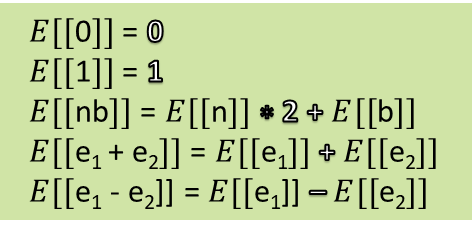 E[[0]] = 0
E[[1]] = 1
E[[nb]] = E[[n]] * 2 + E[[b]]
E[[e₁ + e₂]] = E[[e₁]] + E[[e₂]]
E[[e₁ - e₂]] = E[[e₁]] − E[[e₂]]